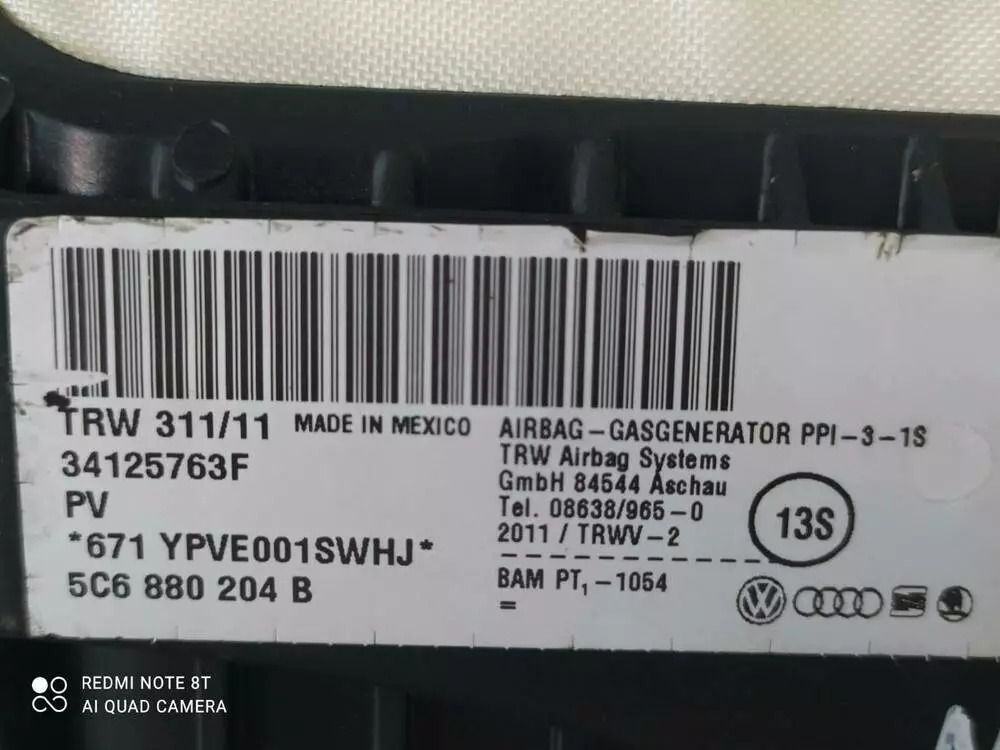 TRW 311/11 MADE IN MEXICO
34125763F
PV
*671 YPVE001SWHJ*
5C6 880 204 B
AIRBAG-GASGENERATOR PPI-3-1S
TRW Airbag Systems
GmbH 84544 Aschau
Tel. 08638/965-0
2011 / TRWV-2
13S
BAM PT₁-1054
=
REDMI NOTE 8T
AI QUAD CAMERA